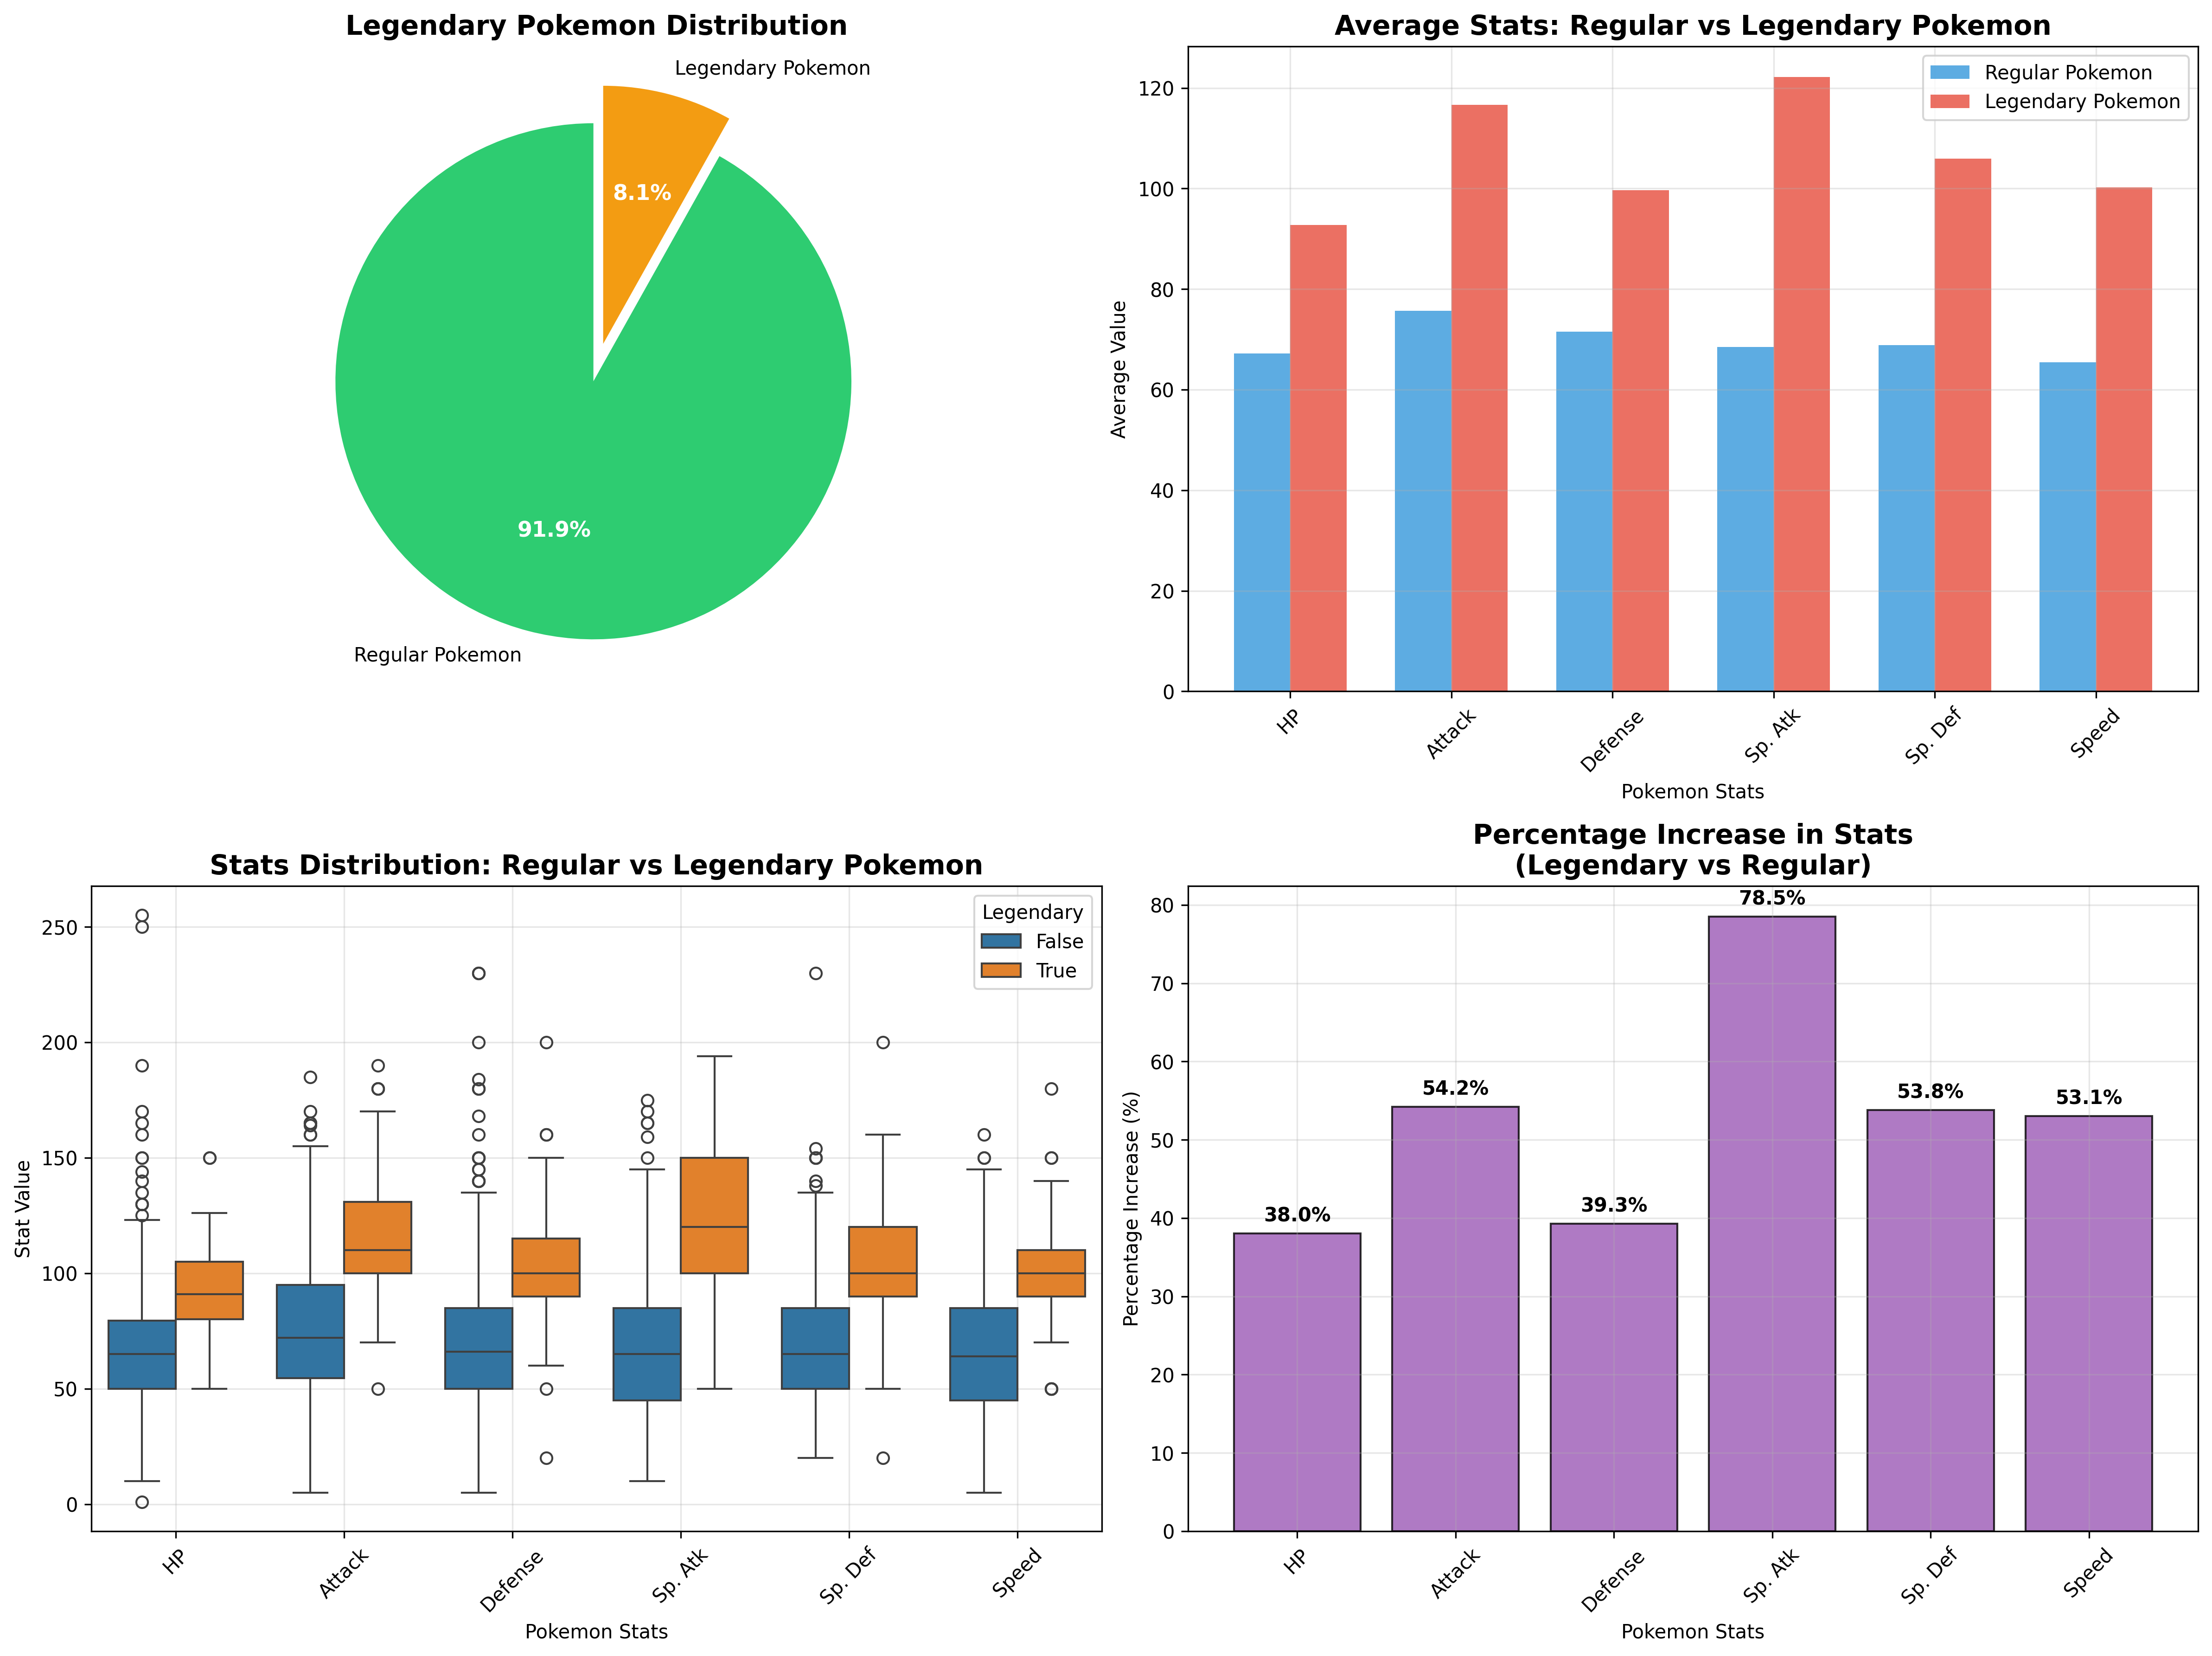 Legendary Pokemon Distribution
Legendary Pokemon
8.1%
91.9%
Regular Pokemon
Average Stats: Regular vs Legendary Pokemon
Regular Pokemon
Legendary Pokemon
120
100
80
60
40
20
0
Average Value
HP
Attack
Defense
Sp. Atk
Sp. Def
Speed
Pokemon Stats
Stats Distribution: Regular vs Legendary Pokemon
Legendary
False
True
250
200
150
100
50
0
Stat Value
HP
Attack
Defense
Sp. Atk
Sp. Def
Speed
Pokemon Stats
Percentage Increase in Stats
(Legendary vs Regular)
80
70
60
50
40
30
20
10
0
Percentage Increase (%)
38.0%
54.2%
39.3%
78.5%
53.8%
53.1%
HP
Attack
Defense
Sp. Atk
Sp. Def
Speed
Pokemon Stats